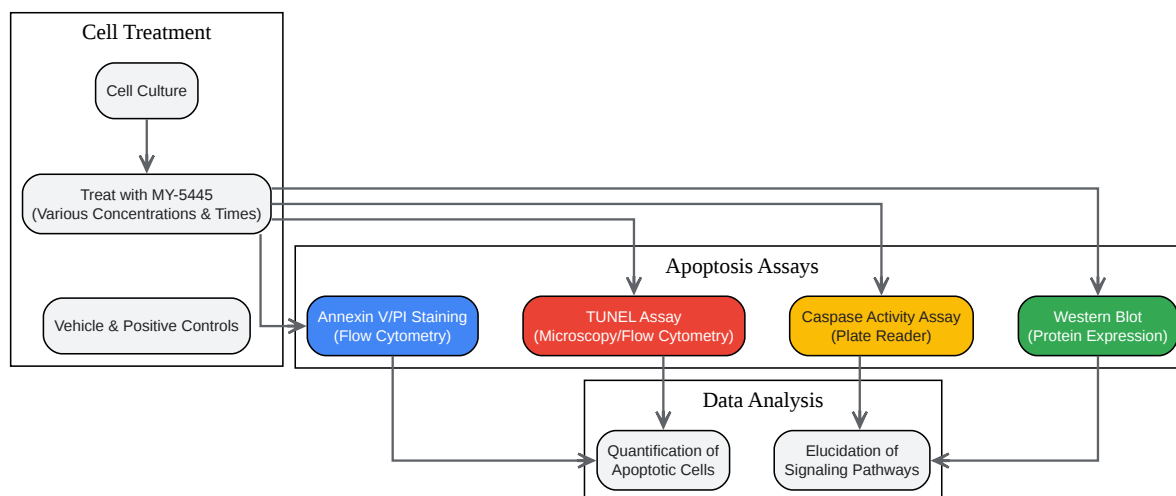 Cell Treatment
Cell Culture
Treat with MY-5445
(Various Concentrations & Times)
Vehicle & Positive Controls
Apoptosis Assays
Annexin V/PI Staining
(Flow Cytometry)
TUNEL Assay
(Microscopy/Flow Cytometry)
Caspase Activity Assay
(Plate Reader)
Western Blot
(Protein Expression)
Data Analysis
Quantification of
Apoptotic Cells
Elucidation of
Signaling Pathways